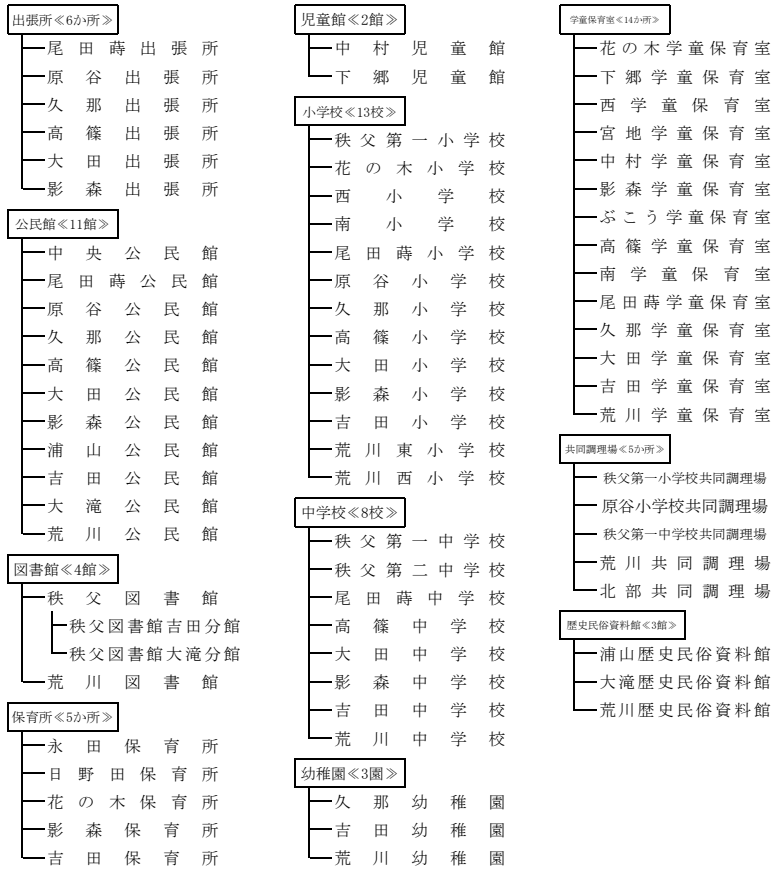 出張所≪6か所≫
尾田蒔出張所
原谷出張所
久那出張所
高篠出張所
大田出張所
影森出張所
公民館≪11館≫
中央公民館
尾田蒔公民館
原谷公民館
久那公民館
高篠公民館
大田公民館
影森公民館
浦山公民館
吉田公民館
大滝公民館
荒川公民館
図書館≪4館≫
秩父図書館
秩父図書館吉田分館
秩父図書館大滝分館
荒川図書館
保育所≪5か所≫
永田保育所
日野田保育所
花の木保育所
影森保育所
吉田保育所
児童館≪2館≫
中村児童館
下郷児童館
小学校≪13校≫
秩父第一小学校
花の木小学校
西小学校
南小学校
尾田蒔小学校
原谷小学校
久那小学校
高篠小学校
大田小学校
影森小学校
吉田小学校
荒川東小学校
荒川西小学校
中学校≪8校≫
秩父第一中学校
秩父第二中学校
尾田蒔中学校
高篠中学校
大田中学校
影森中学校
吉田中学校
荒川中学校
幼稚園≪3園≫
久那幼稚園
吉田幼稚園
荒川幼稚園
学童保育室≪14か所≫
花の木学童保育室
下郷学童保育室
西学童保育室
宮地学童保育室
中村学童保育室
影森学童保育室
ぶこう学童保育室
高篠学童保育室
南学童保育室
尾田蒔学童保育室
久那学童保育室
大田学童保育室
吉田学童保育室
荒川学童保育室
共同調理場≪5か所≫
秩父第一小学校共同調理場
原谷小学校共同調理場
秩父第一中学校共同調理場
荒川共同調理場
北部共同調理場
歴史民俗資料館≪3館≫
浦山歴史民俗資料館
大滝歴史民俗資料館
荒川歴史民俗資料館